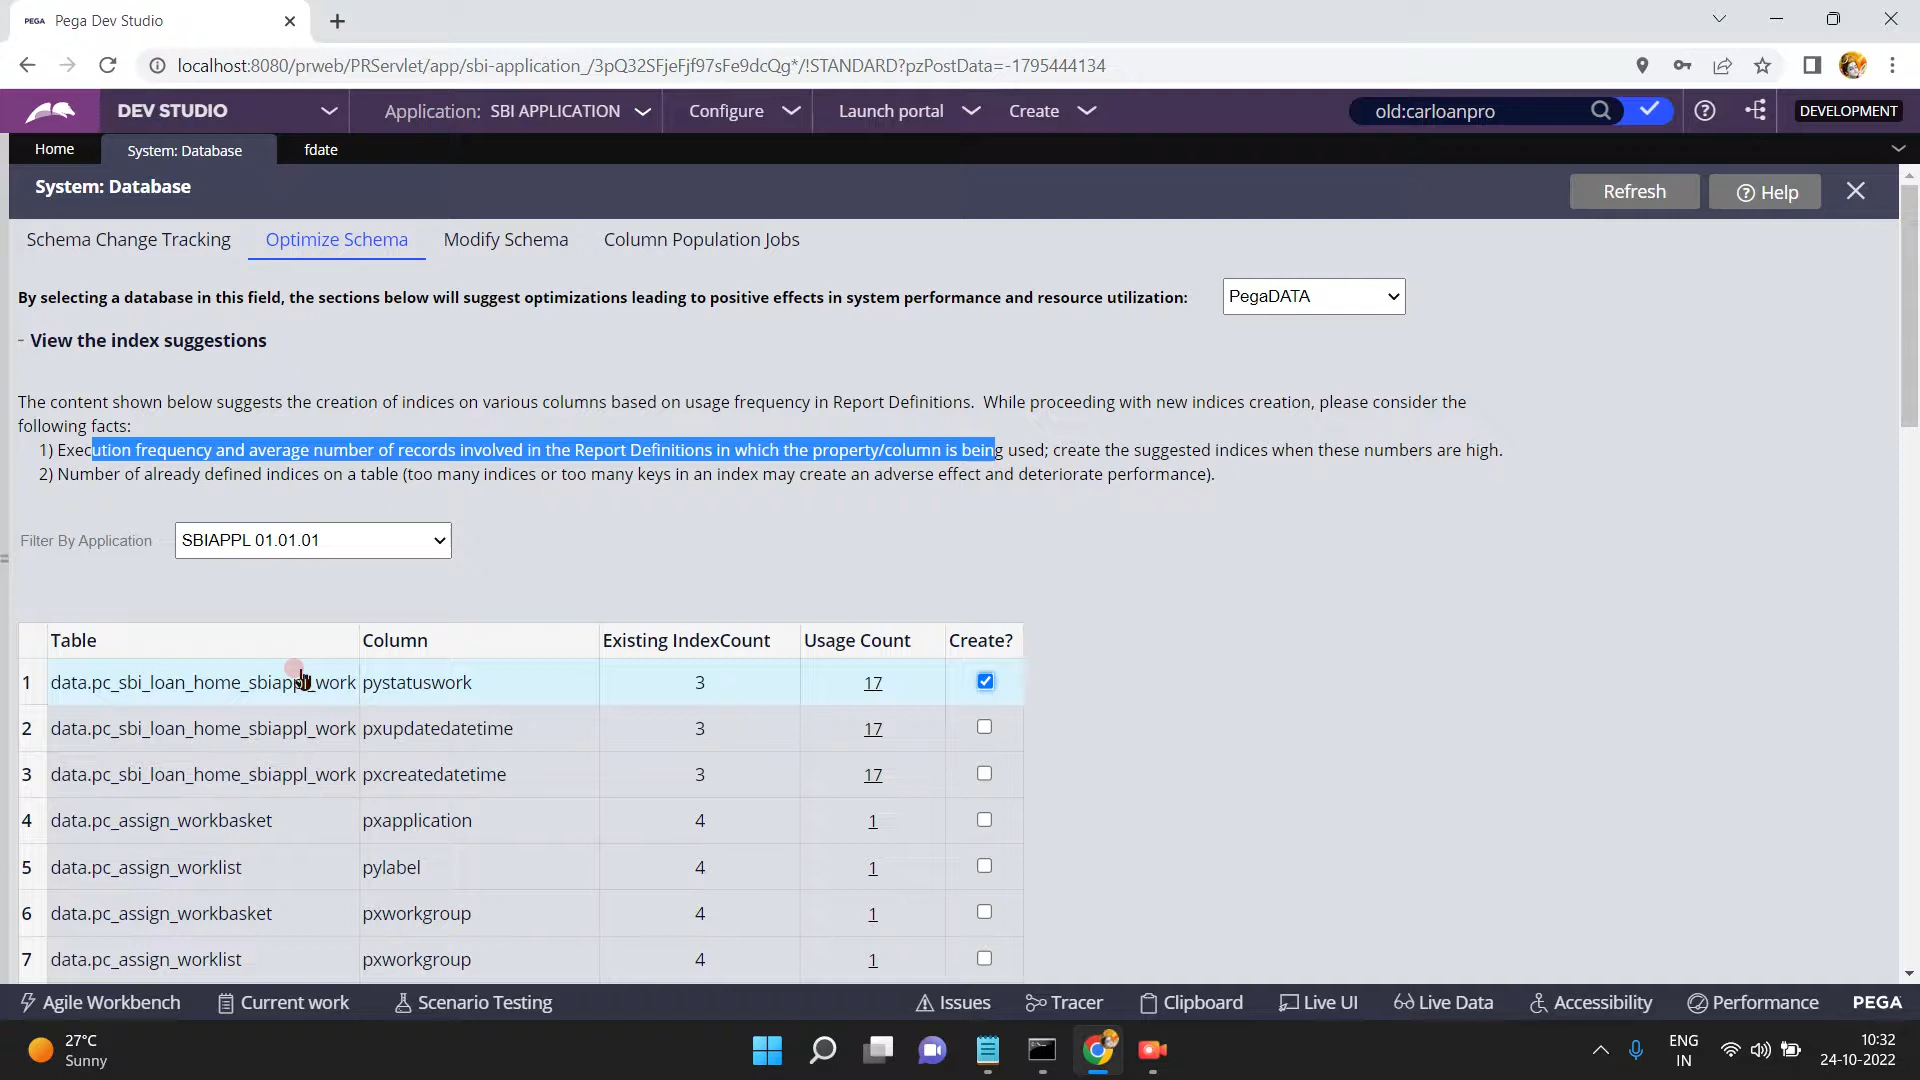 PEGA Pega Dev Studio
localhost:8080/prweb/PRServlet/app/sbi-application_/3pQ32SFjeFjf97sFe9dcQg*/!STANDARD?pzPostData=-1795444134
DEV STUDIO Application: SBI APPLICATION Configure Launch portal Create old:carloanpro DEVELOPMENT
Home System: Database fdate
System: Database Refresh Help
Schema Change Tracking Optimize Schema Modify Schema Column Population Jobs
By selecting a database in this field, the sections below will suggest optimizations leading to positive effects in system performance and resource utilization: PegaDATA
- View the index suggestions
The content shown below suggests the creation of indices on various columns based on usage frequency in Report Definitions. While proceeding with new indices creation, please consider the
following facts:
1) Execution frequency and average number of records involved in the Report Definitions in which the property/column is being used; create the suggested indices when these numbers are high.
2) Number of already defined indices on a table (too many indices or too many keys in an index may create an adverse effect and deteriorate performance).
Filter By Application SBIAPPL 01.01.01
Table Column Existing IndexCount Usage Count Create?
1 data.pc_sbi_loan_home_sbiappl_work pystatuswork 3 17
2 data.pc_sbi_loan_home_sbiappl_work pxupdatedatetime 3 17
3 data.pc_sbi_loan_home_sbiappl_work pxcreatedatetime 3 17
4 data.pc_assign_workbasket pxapplication 4 1
5 data.pc_assign_worklist pylabel 4 1
6 data.pc_assign_workbasket pxworkgroup 4 1
7 data.pc_assign_worklist pxworkgroup 4 1
Agile Workbench Current work Scenario Testing Issues Tracer Clipboard Live UI Live Data Accessibility Performance PEGA
27°C
Sunny
ENG
IN
10:32
24-10-2022